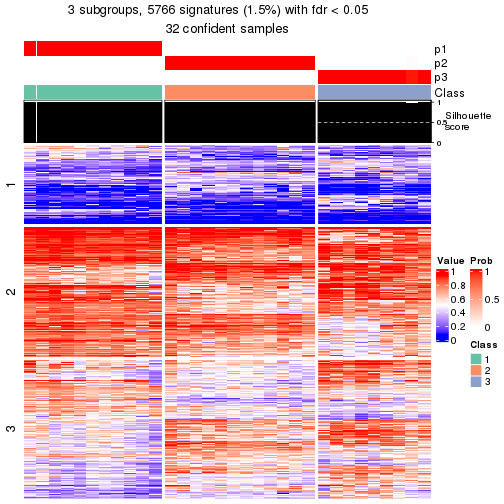 3 subgroups, 5766 signatures (1.5%) with fdr < 0.05
32 confident samples
p1
p2
p3
Class
1
0.5
0
Silhouette
score
1
2
3
Value
1
0.8
0.6
0.4
0.2
0
Prob
1
0.5
0
Class
1
2
3